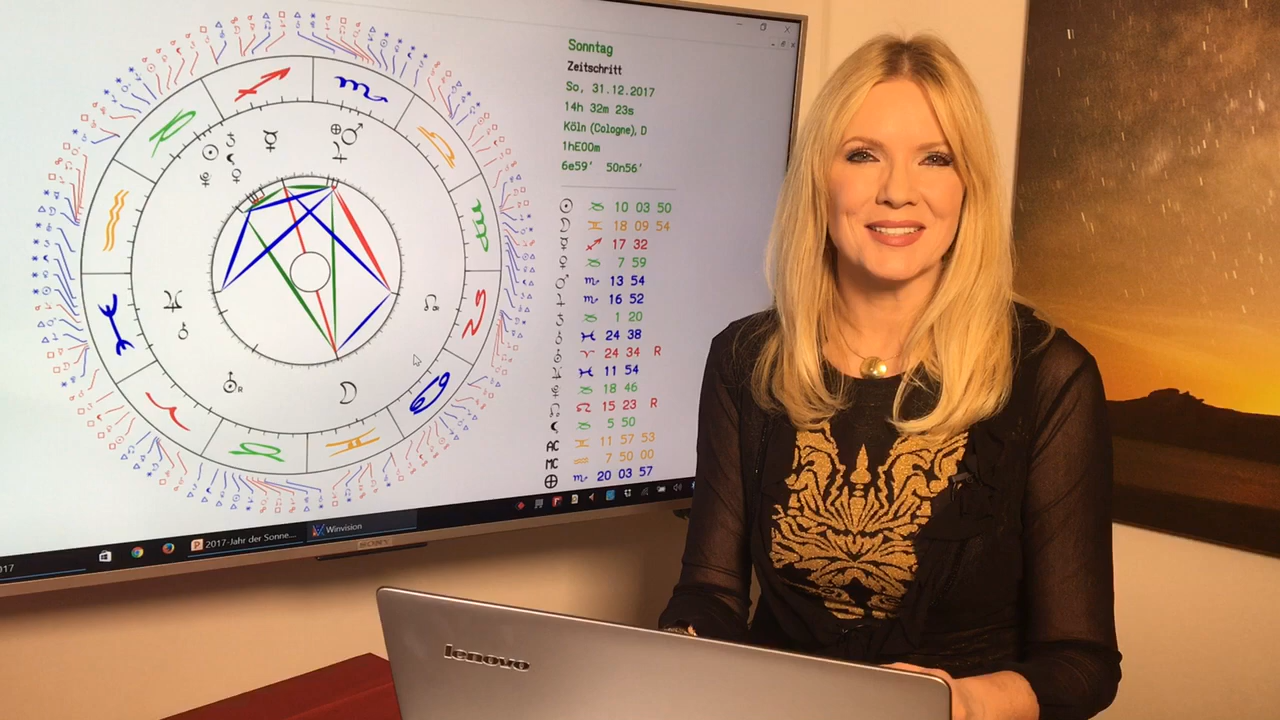 Sonntag
Zeitschritt
So, 31.12.2017
14h 32m 23s
Köln (Cologne), D
1hE00m
6e59' 50n56'
10 03 50
18 09 54
17 32
7 59
13 54
16 52
1 20
24 38
24 34 R
11 54
18 46
15 23 R
5 50
AC 11 57 53
MC 7 50 00
20 03 57
R
017
2017-Jahr der Sonne...
Winvision
SONY
lenovo